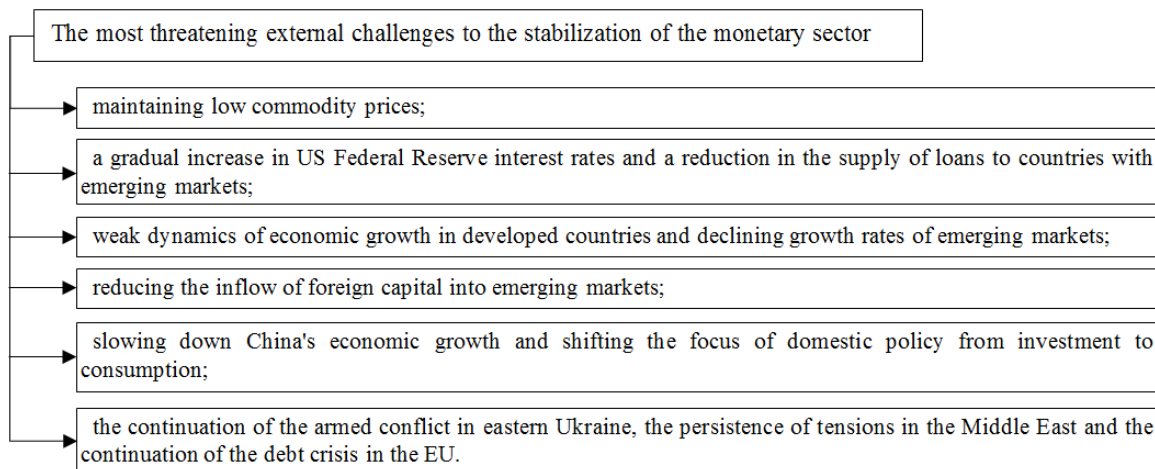 The most threatening external challenges to the stabilization of the monetary sector
maintaining low commodity prices;
a gradual increase in US Federal Reserve interest rates and a reduction in the supply of loans to countries with
emerging markets;
weak dynamics of economic growth in developed countries and declining growth rates of emerging markets;
reducing the inflow of foreign capital into emerging markets;
slowing down China's economic growth and shifting the focus of domestic policy from investment to
consumption;
the continuation of the armed conflict in eastern Ukraine, the persistence of tensions in the Middle East and the
continuation of the debt crisis in the EU.